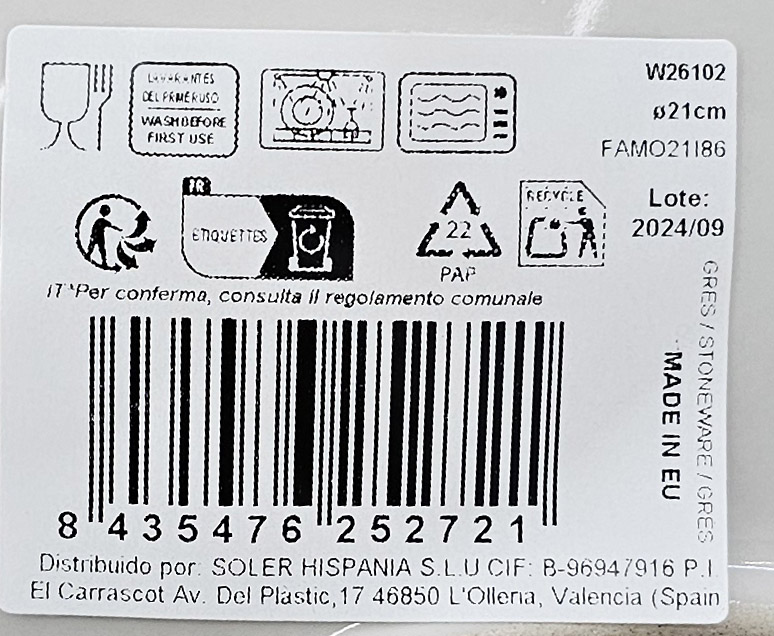 LAVAR ANTES
DEL PRIMER USO
WASH BEFORE
FIRST USE
W26102
ø21cm
FAMO21I86
FR
ETIQUETTES
22
PAP
RECYCLE
Lote:
2024/09
IT *Per conferma, consulta il regolamento comunale
GRES / STONEWARE / GRES
MADE IN EU
8 435476 252721
Distribuido por: SOLER HISPANIA S.L.U CIF: B-96947916 P.I.
El Carrascot Av. Del Plàstic,17 46850 L'Olleria, Valencia (Spain